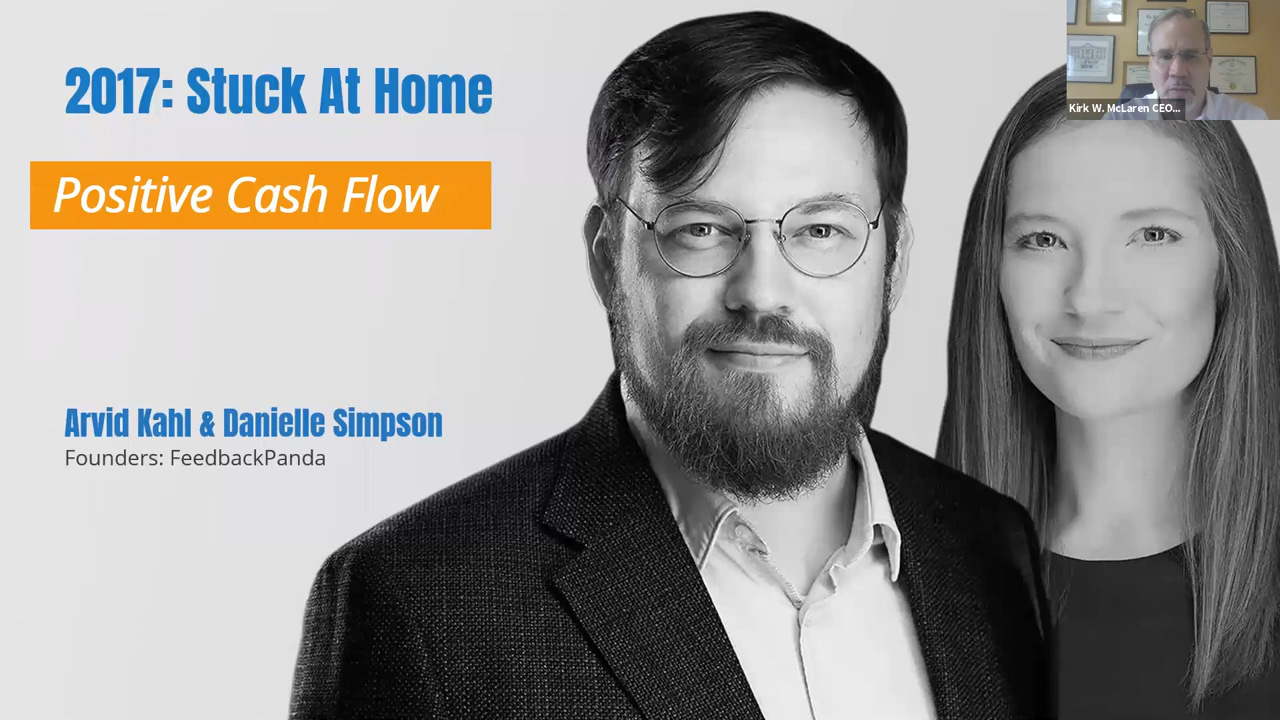 2017: Stuck At Home
Positive Cash Flow
Arvid Kahl & Danielle Simpson
Founders: FeedbackPanda
Kirk W. McLaren CEO...